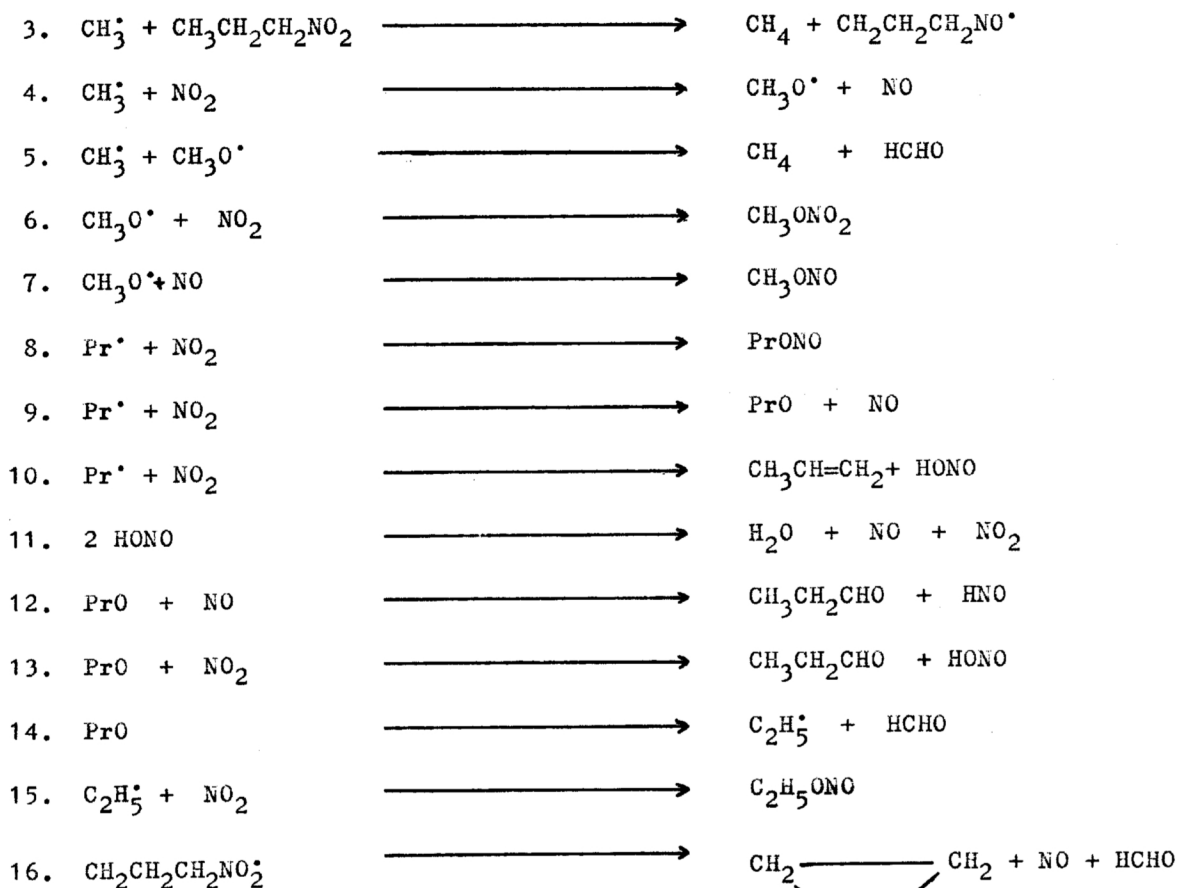 3. CH₃• + CH₃CH₂CH₂NO₂ ⟶ CH₄ + CH₂CH₂CH₂NO•
4. CH₃• + NO₂ ⟶ CH₃O• + NO
5. CH₃• + CH₃O• ⟶ CH₄ + HCHO
6. CH₃O• + NO₂ ⟶ CH₃ONO₂
7. CH₃O•+ NO ⟶ CH₃ONO
8. Pr• + NO₂ ⟶ PrONO
9. Pr• + NO₂ ⟶ PrO + NO
10. Pr• + NO₂ ⟶ CH₃CH=CH₂+ HONO
11. 2 HONO ⟶ H₂O + NO + NO₂
12. PrO + NO ⟶ CH₃CH₂CHO + HNO
13. PrO + NO₂ ⟶ CH₃CH₂CHO + HONO
14. PrO ⟶ C₂H₅• + HCHO
15. C₂H₅• + NO₂ ⟶ C₂H₅ONO
16. CH₂CH₂CH₂NO₂• ⟶ CH₂——CH₂ + NO + HCHO